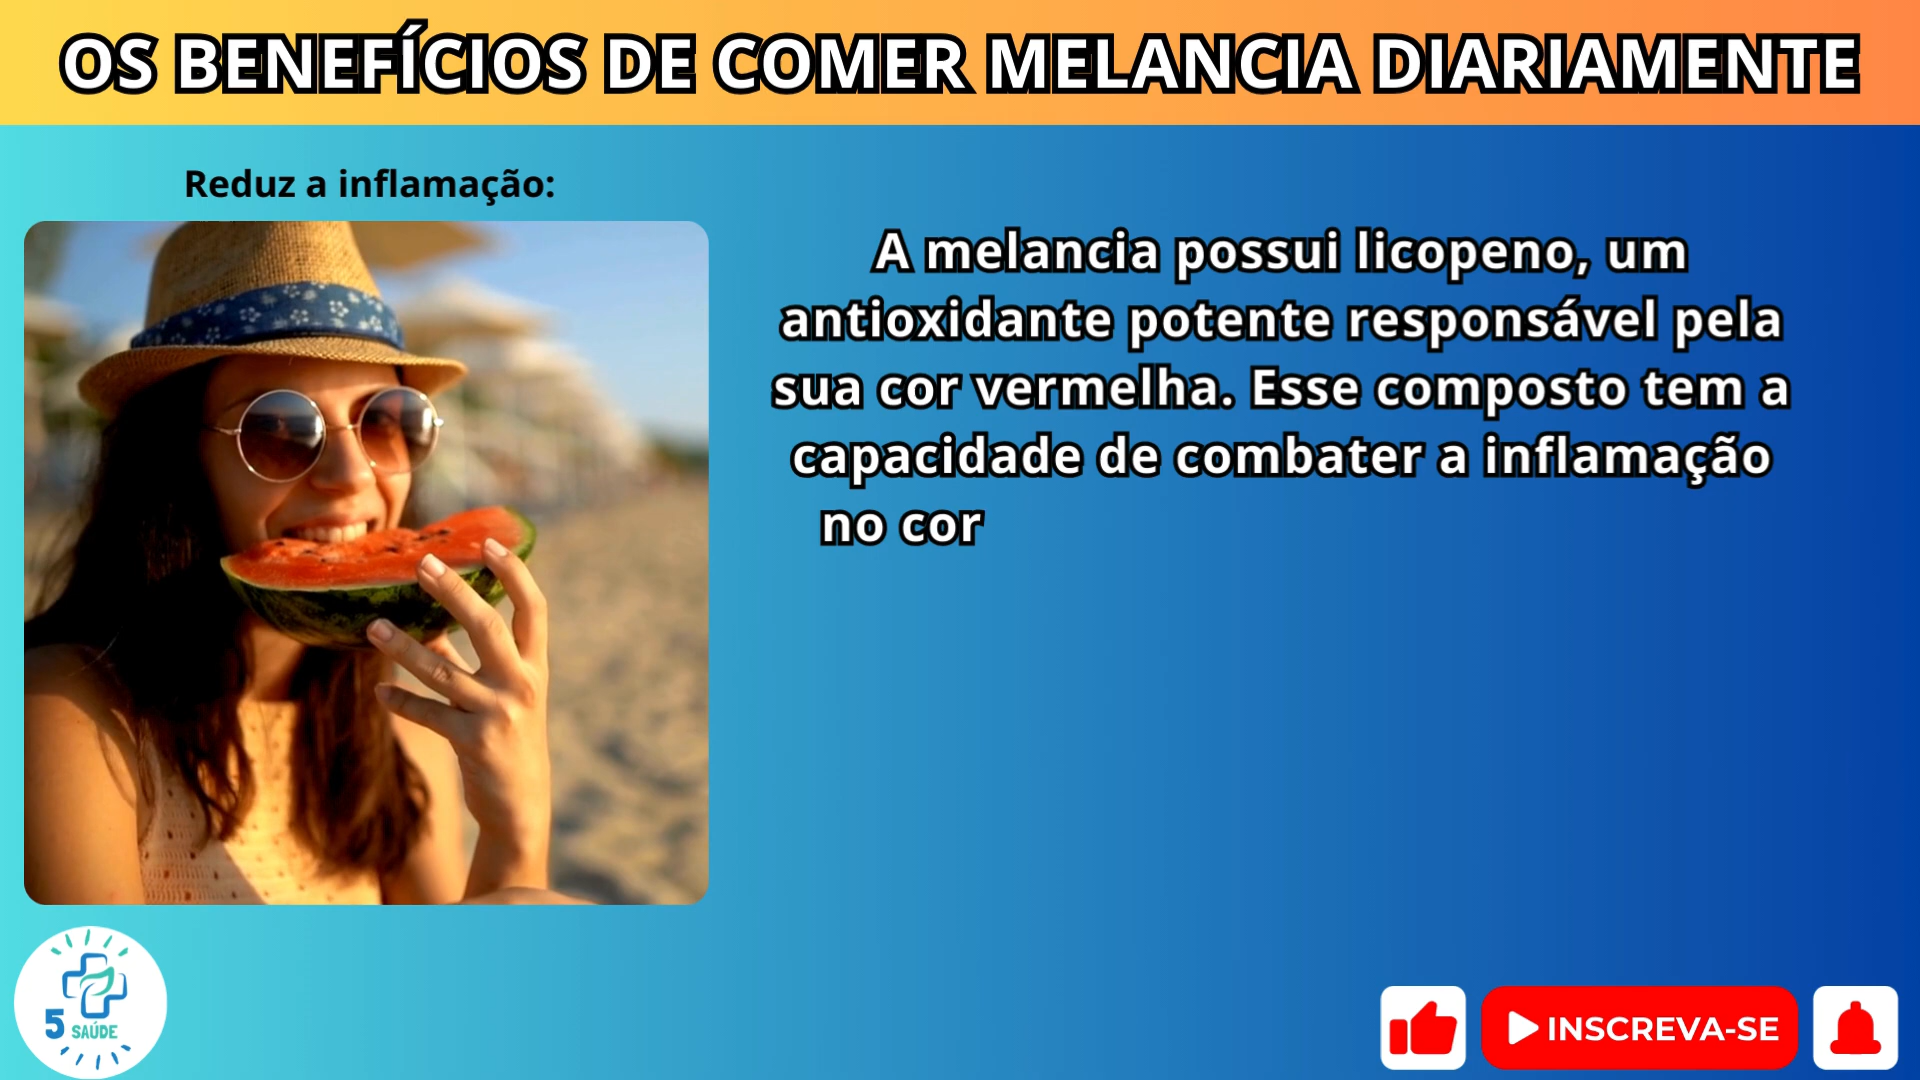 OS BENEFÍCIOS DE COMER MELANCIA DIARIAMENTE
Reduz a inflamação:
A melancia possui licopeno, um
antioxidante potente responsável pela
sua cor vermelha. Esse composto tem a
capacidade de combater a inflamação
no cor
5 SAÚDE
INSCREVA-SE